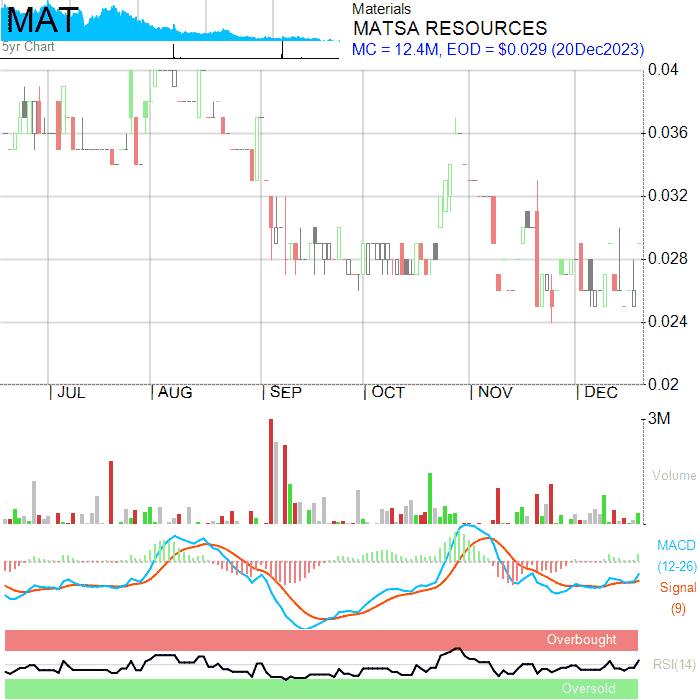 MAT
5yr Chart
Materials
MATSA RESOURCES
MC = 12.4M, EOD = $0.029 (20Dec2023)
0.04
0.036
0.032
0.028
0.024
0.02
JUL
AUG
SEP
OCT
NOV
DEC
3M
Volume
MACD
(12-26)
Signal
(9)
Overbought
RSI(14)
Oversold